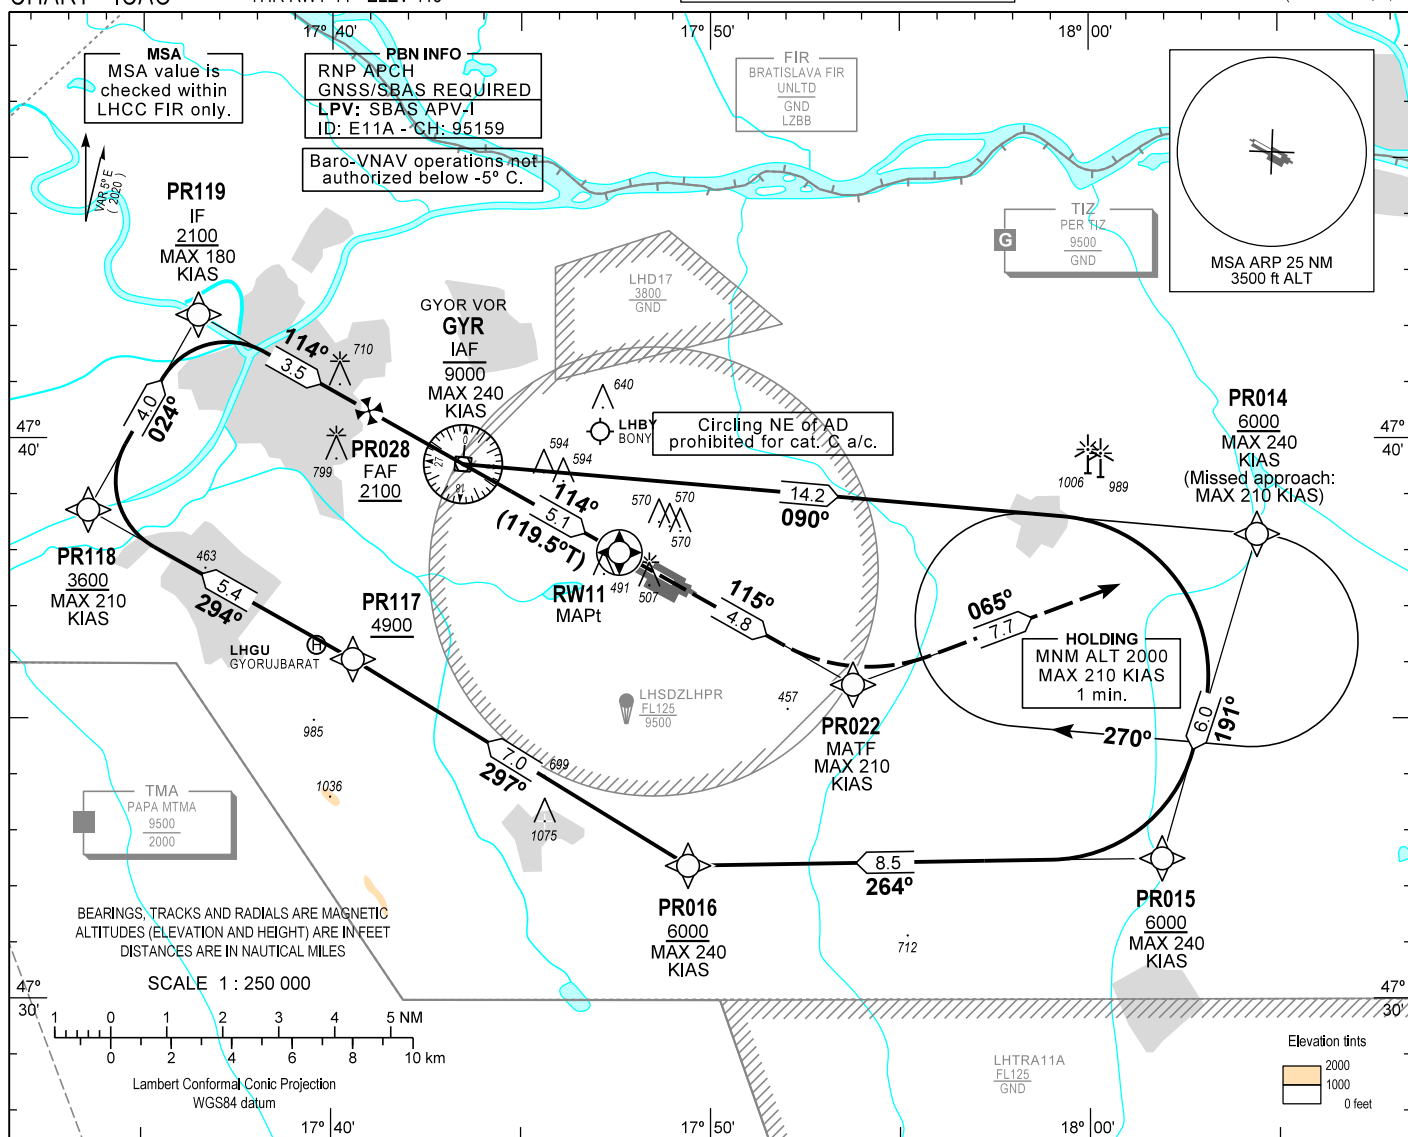 17° 40'
17° 50'
18° 00'
MSA
MSA value is
checked within
LHCC FIR only.
PBN INFO
RNP APCH
GNSS/SBAS REQUIRED
LPV: SBAS APV-I
ID: E11A - CH: 95159
Baro-VNAV operations not
authorized below -5° C.
FIR
BRATISLAVA FIR
UNLTD
GND
LZBB
VAR 5° E
( 2020 )
PR119
IF
2100
MAX 180
KIAS
TIZ
PER TIZ
9500
GND
G
MSA ARP 25 NM
3500 ft ALT
LHD17
3800
GND
GYOR VOR
GYR
IAF
9000
MAX 240
KIAS
114°
3.5
710
640
LHBY
BONY
Circling NE of AD
prohibited for cat. C a/c.
PR014
6000
MAX 240
KIAS
(Missed approach:
MAX 210 KIAS)
47°
40'
47°
40'
4.0
024°
799
PR028
FAF
2100
0
27
18
594
594
1006
989
14.2
090°
114°
5.1
(119.5°T)
570
570
570
PR118
3600
MAX 210
KIAS
463
5.4
294°
PR117
4900
LHGU
GYORUJBARAT
H
RW11
MAPt
491
507
115°
4.8
065°
7.7
HOLDING
MNM ALT 2000
MAX 210 KIAS
1 min.
LHSDZLHPR
FL125
9500
457
PR022
MATF
MAX 210
KIAS
270°
6.0
191°
985
1036
7.0
297°
699
1075
TMA
PAPA MTMA
9500
2000
8.5
264°
PR016
6000
MAX 240
KIAS
PR015
6000
MAX 240
KIAS
712
BEARINGS, TRACKS AND RADIALS ARE MAGNETIC
ALTITUDES (ELEVATION AND HEIGHT) ARE IN FEET
DISTANCES ARE IN NAUTICAL MILES
SCALE 1 : 250 000
47°
30'
47°
30'
1 0 1 2 3 4 5 NM
0 2 4 6 8 10 km
Lambert Conformal Conic Projection
WGS84 datum
LHTRA11A
FL125
GND
Elevation tints
2000
1000
0 feet
17° 40'
17° 50'
18° 00'